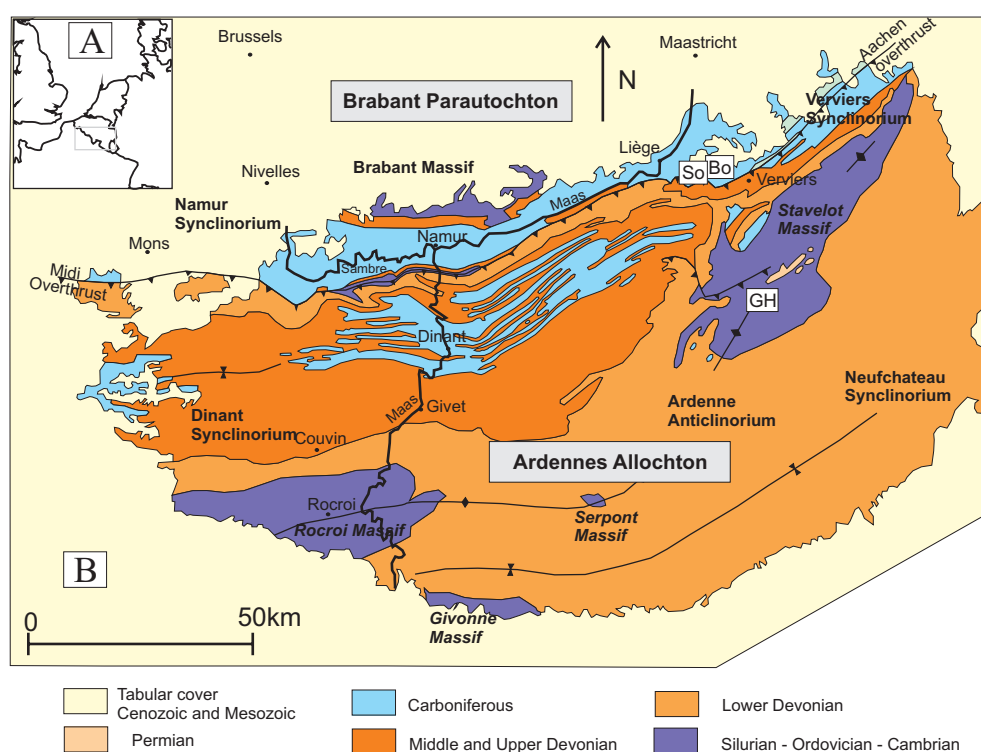 A
Brussels
Maastricht
Aachen
overthrust
N
Brabant Parautochton
Verviers
Synclinorium
Liège
So
Bo
Brabant Massif
Nivelles
Verviers
Maas
Namur
Synclinorium
Stavelot
Massif
Mons
Namur
Sambre
Midi
Overthrust
GH
Dinant
Neufchateau
Synclinorium
Maas
Givet
Ardenne
Anticlinorium
Dinant
Synclinorium
Couvin
Ardennes Allochton
Rocroi
Rocroi Massif
Serpont
Massif
B
0
50km
Givonne
Massif
Tabular cover
Cenozoic and Mesozoic
Carboniferous
Lower Devonian
Permian
Middle and Upper Devonian
Silurian - Ordovician - Cambrian